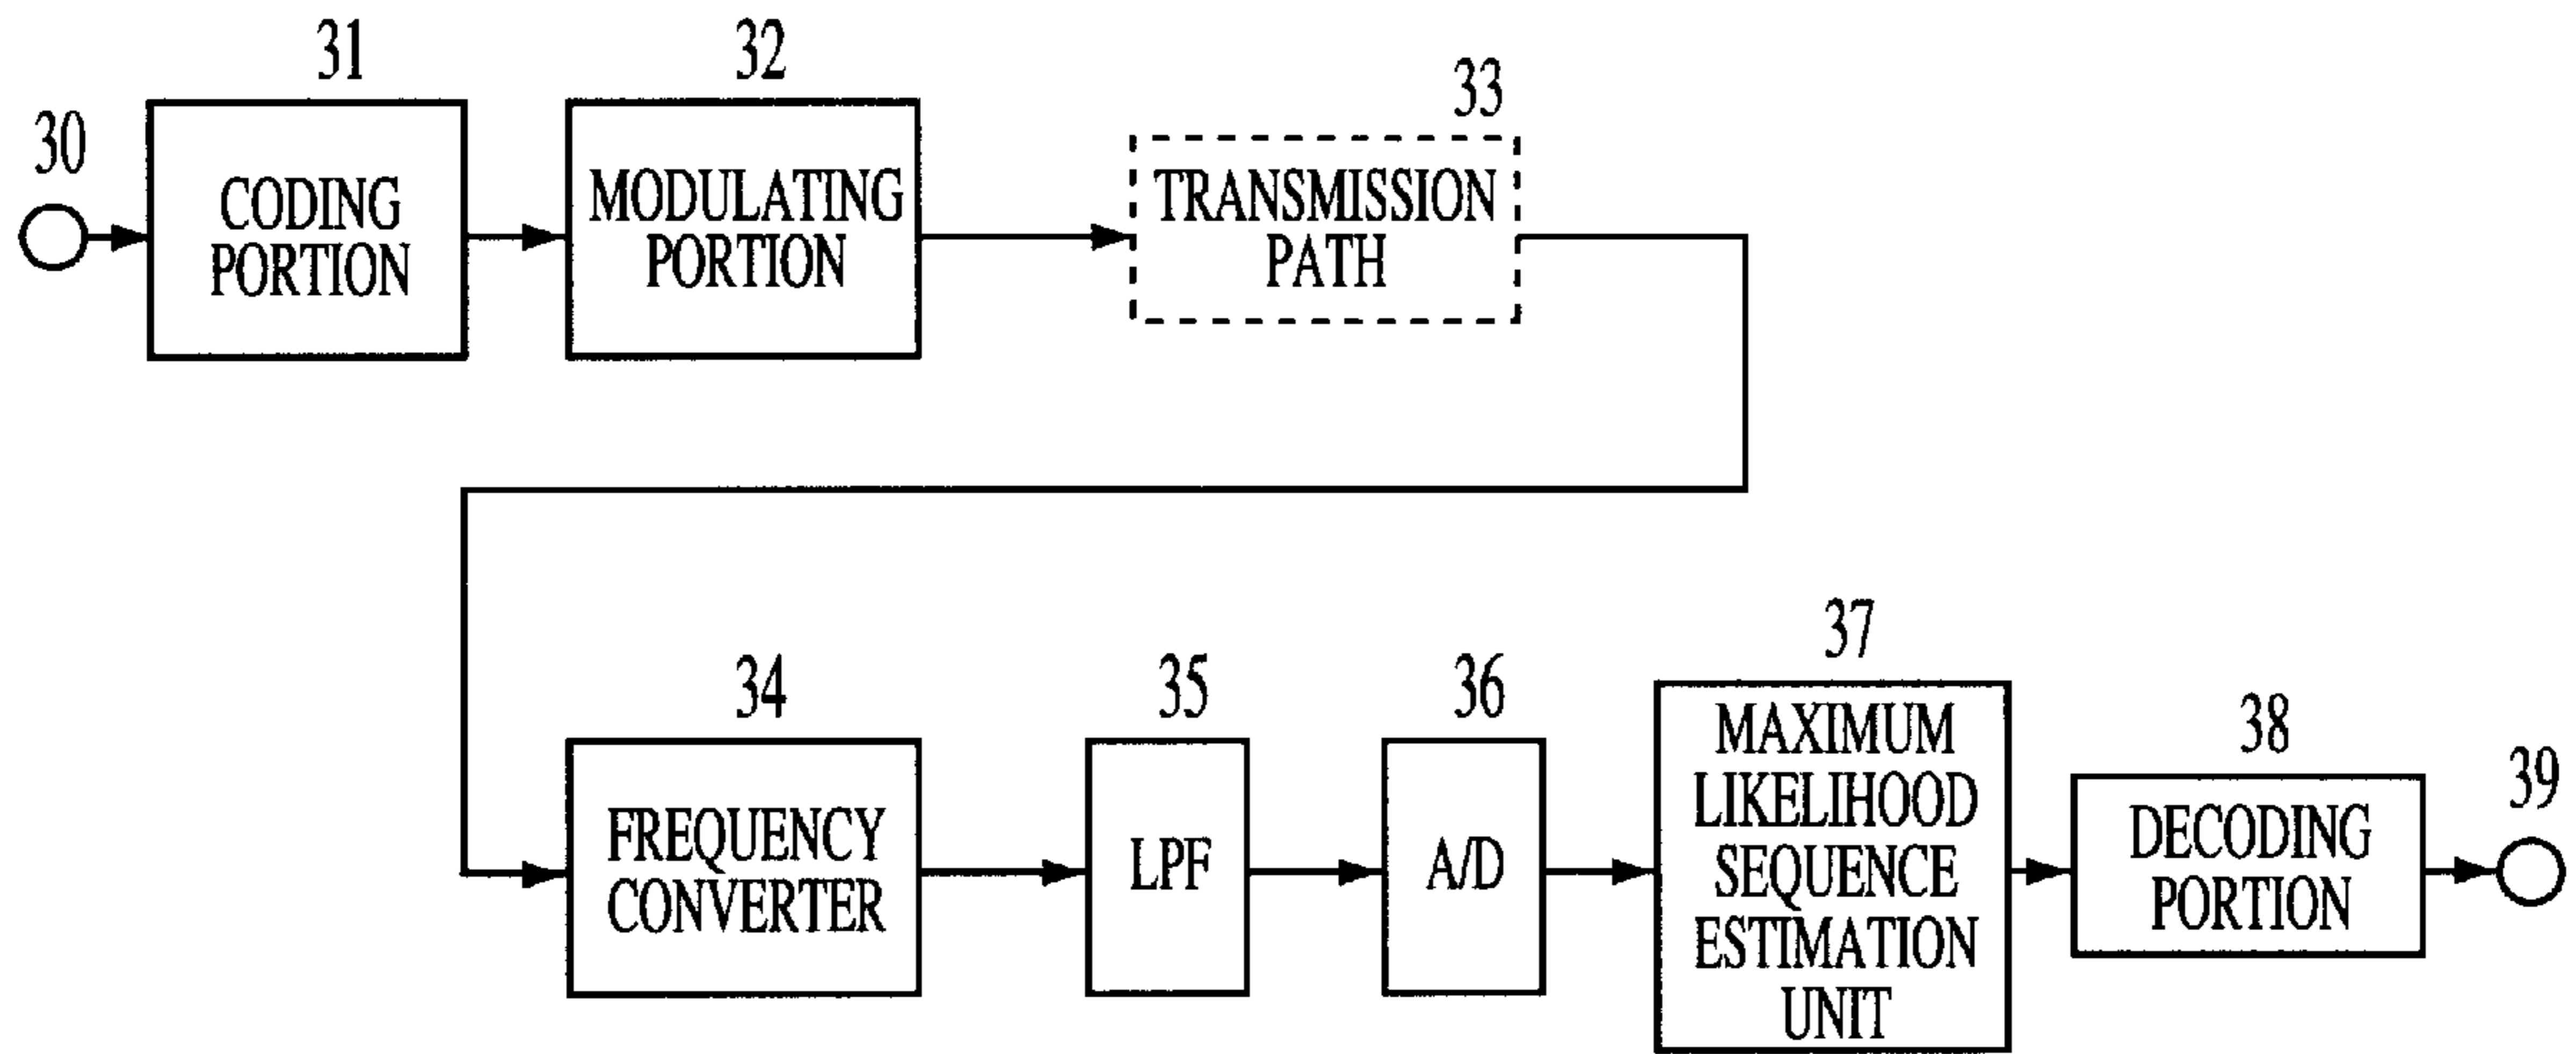 30
31
CODING
PORTION
32
MODULATING
PORTION
33
TRANSMISSION
PATH
34
FREQUENCY
CONVERTER
35
LPF
36
A/D
37
MAXIMUM
LIKELIHOOD
SEQUENCE
ESTIMATION
UNIT
38
DECODING
PORTION
39